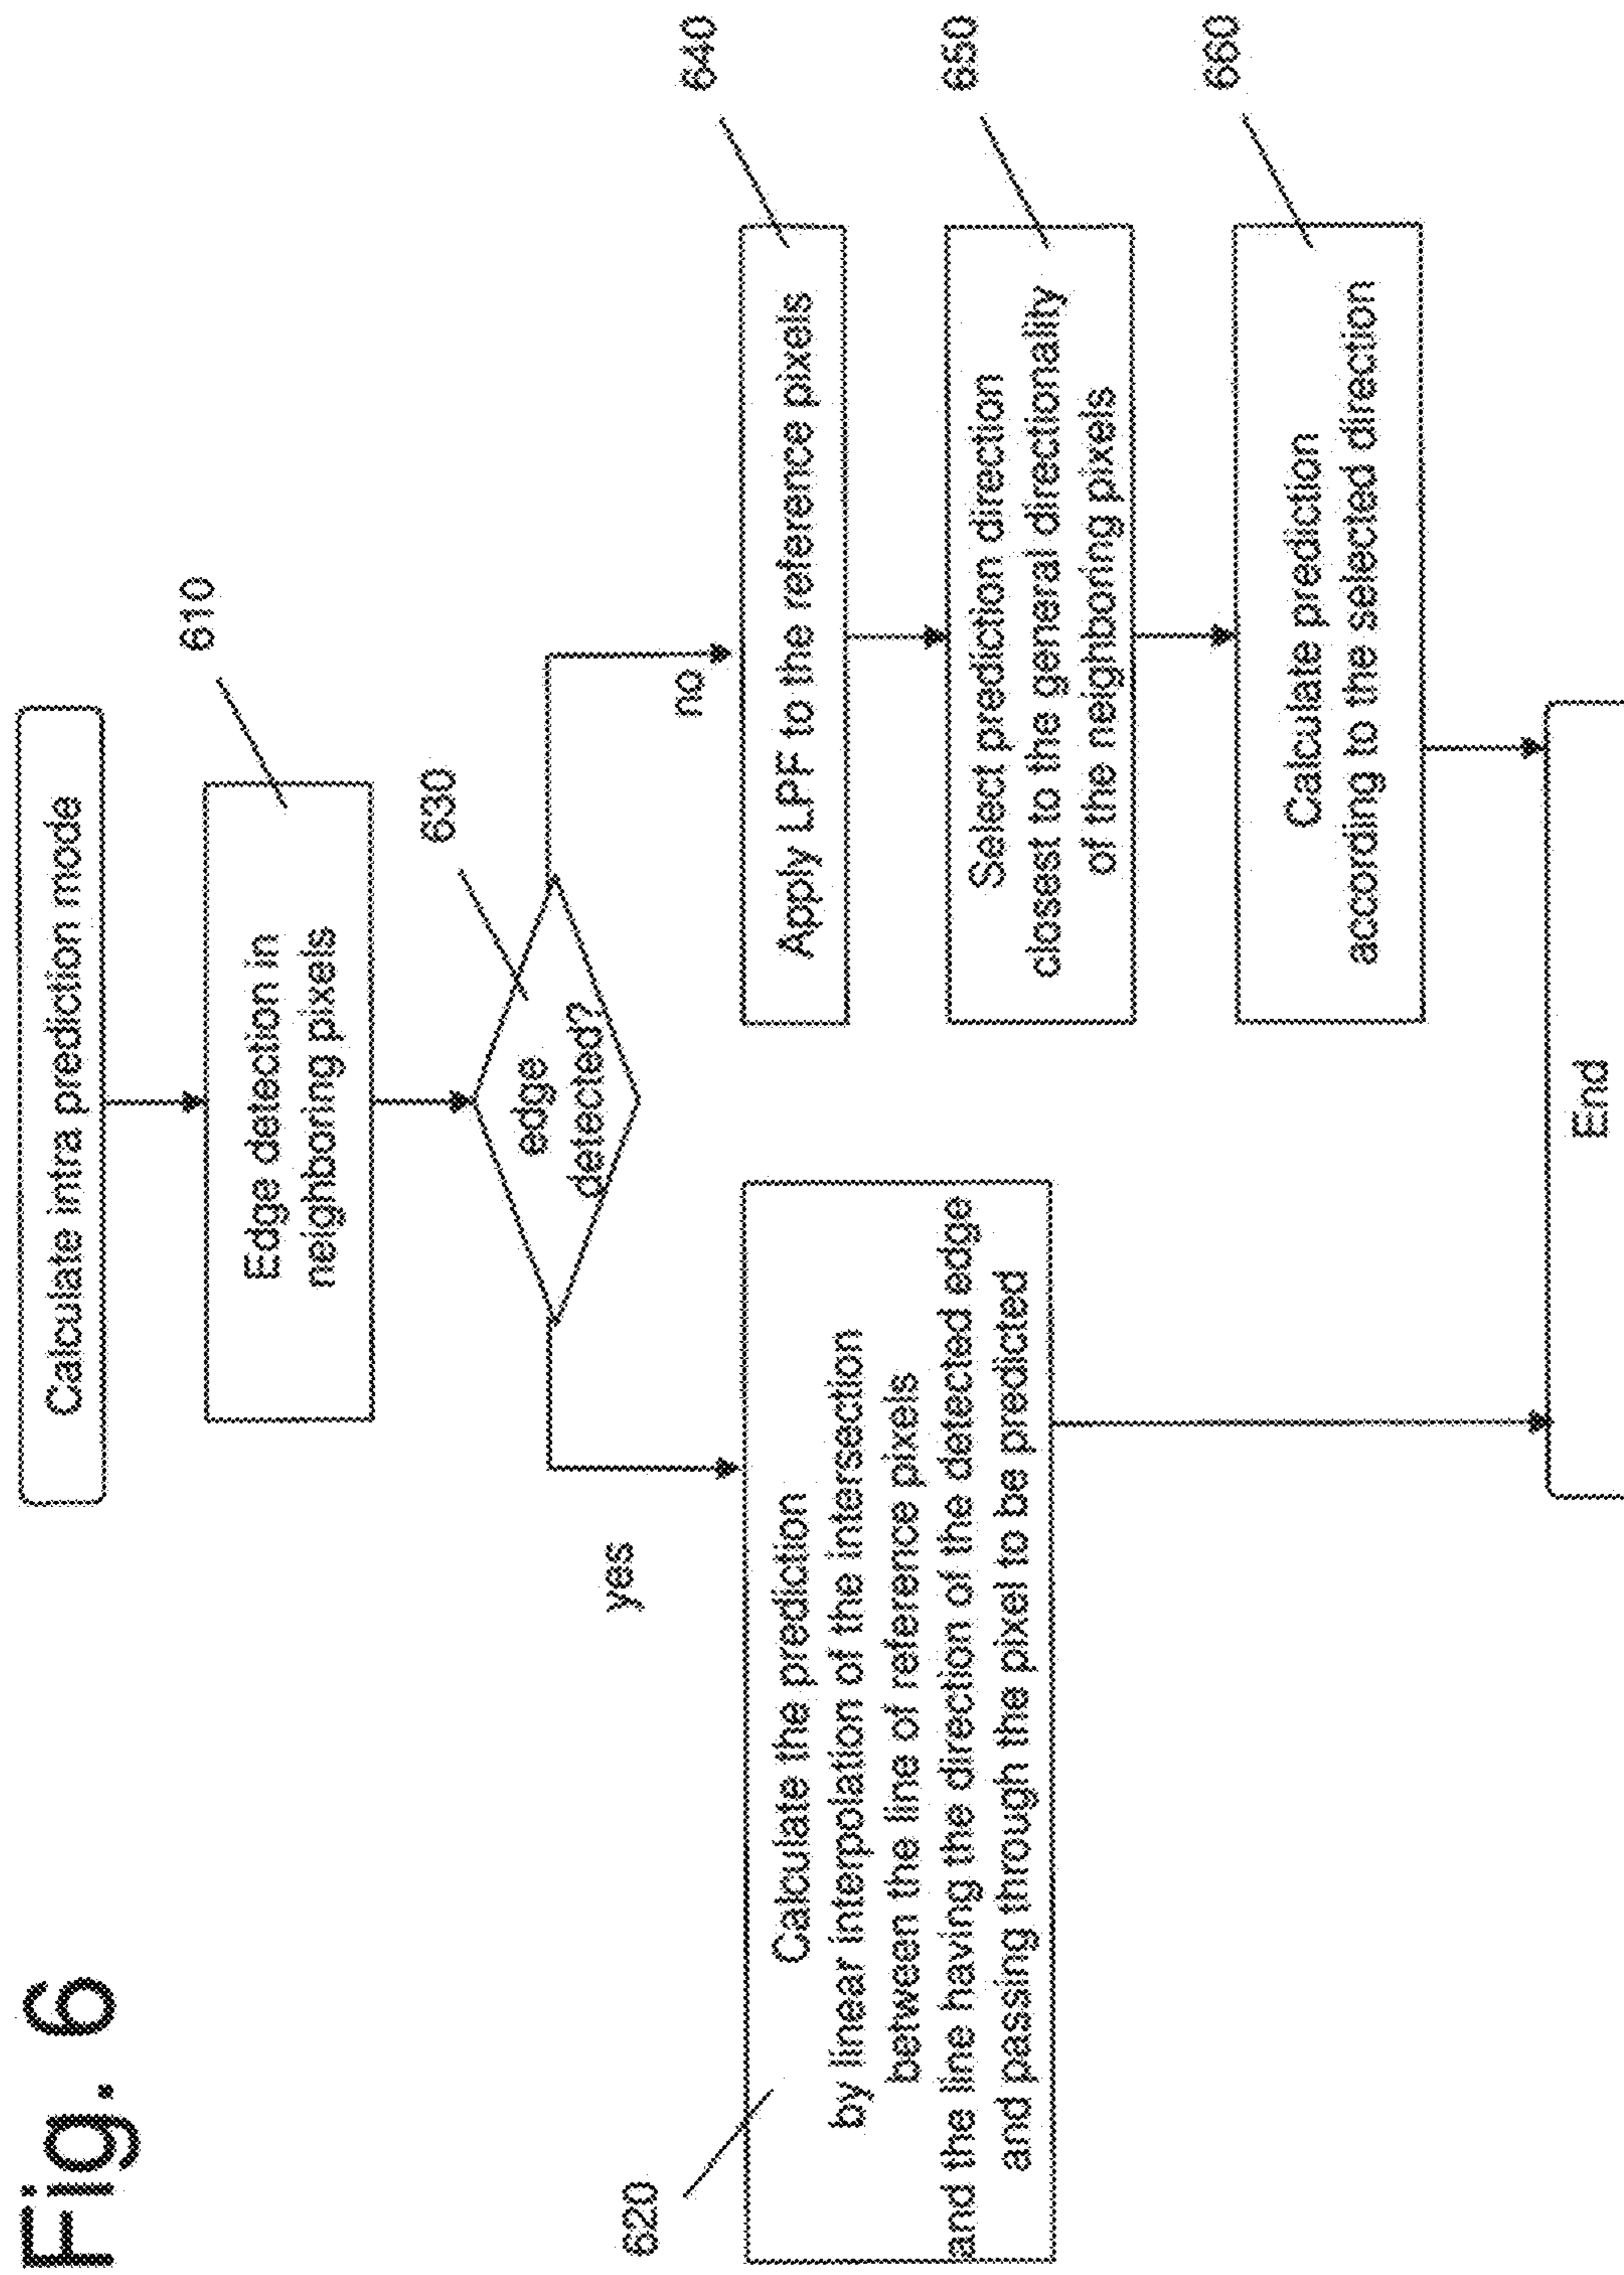 Fig. 6
Calculate intra prediction mode
610
Edge detection in
neighboring pixels
630
edge
detected?
yes
no
620
Calculate the prediction
by linear interpolation of the intersection
between the line of reference pixels
and the line having the direction of the detected edge
and passing through the pixel to be predicted
640
Apply LPF to the reference pixels
650
Select prediction direction
closest to the general directionality
of the neighboring pixels
660
Calculate prediction
according to the selected direction
End